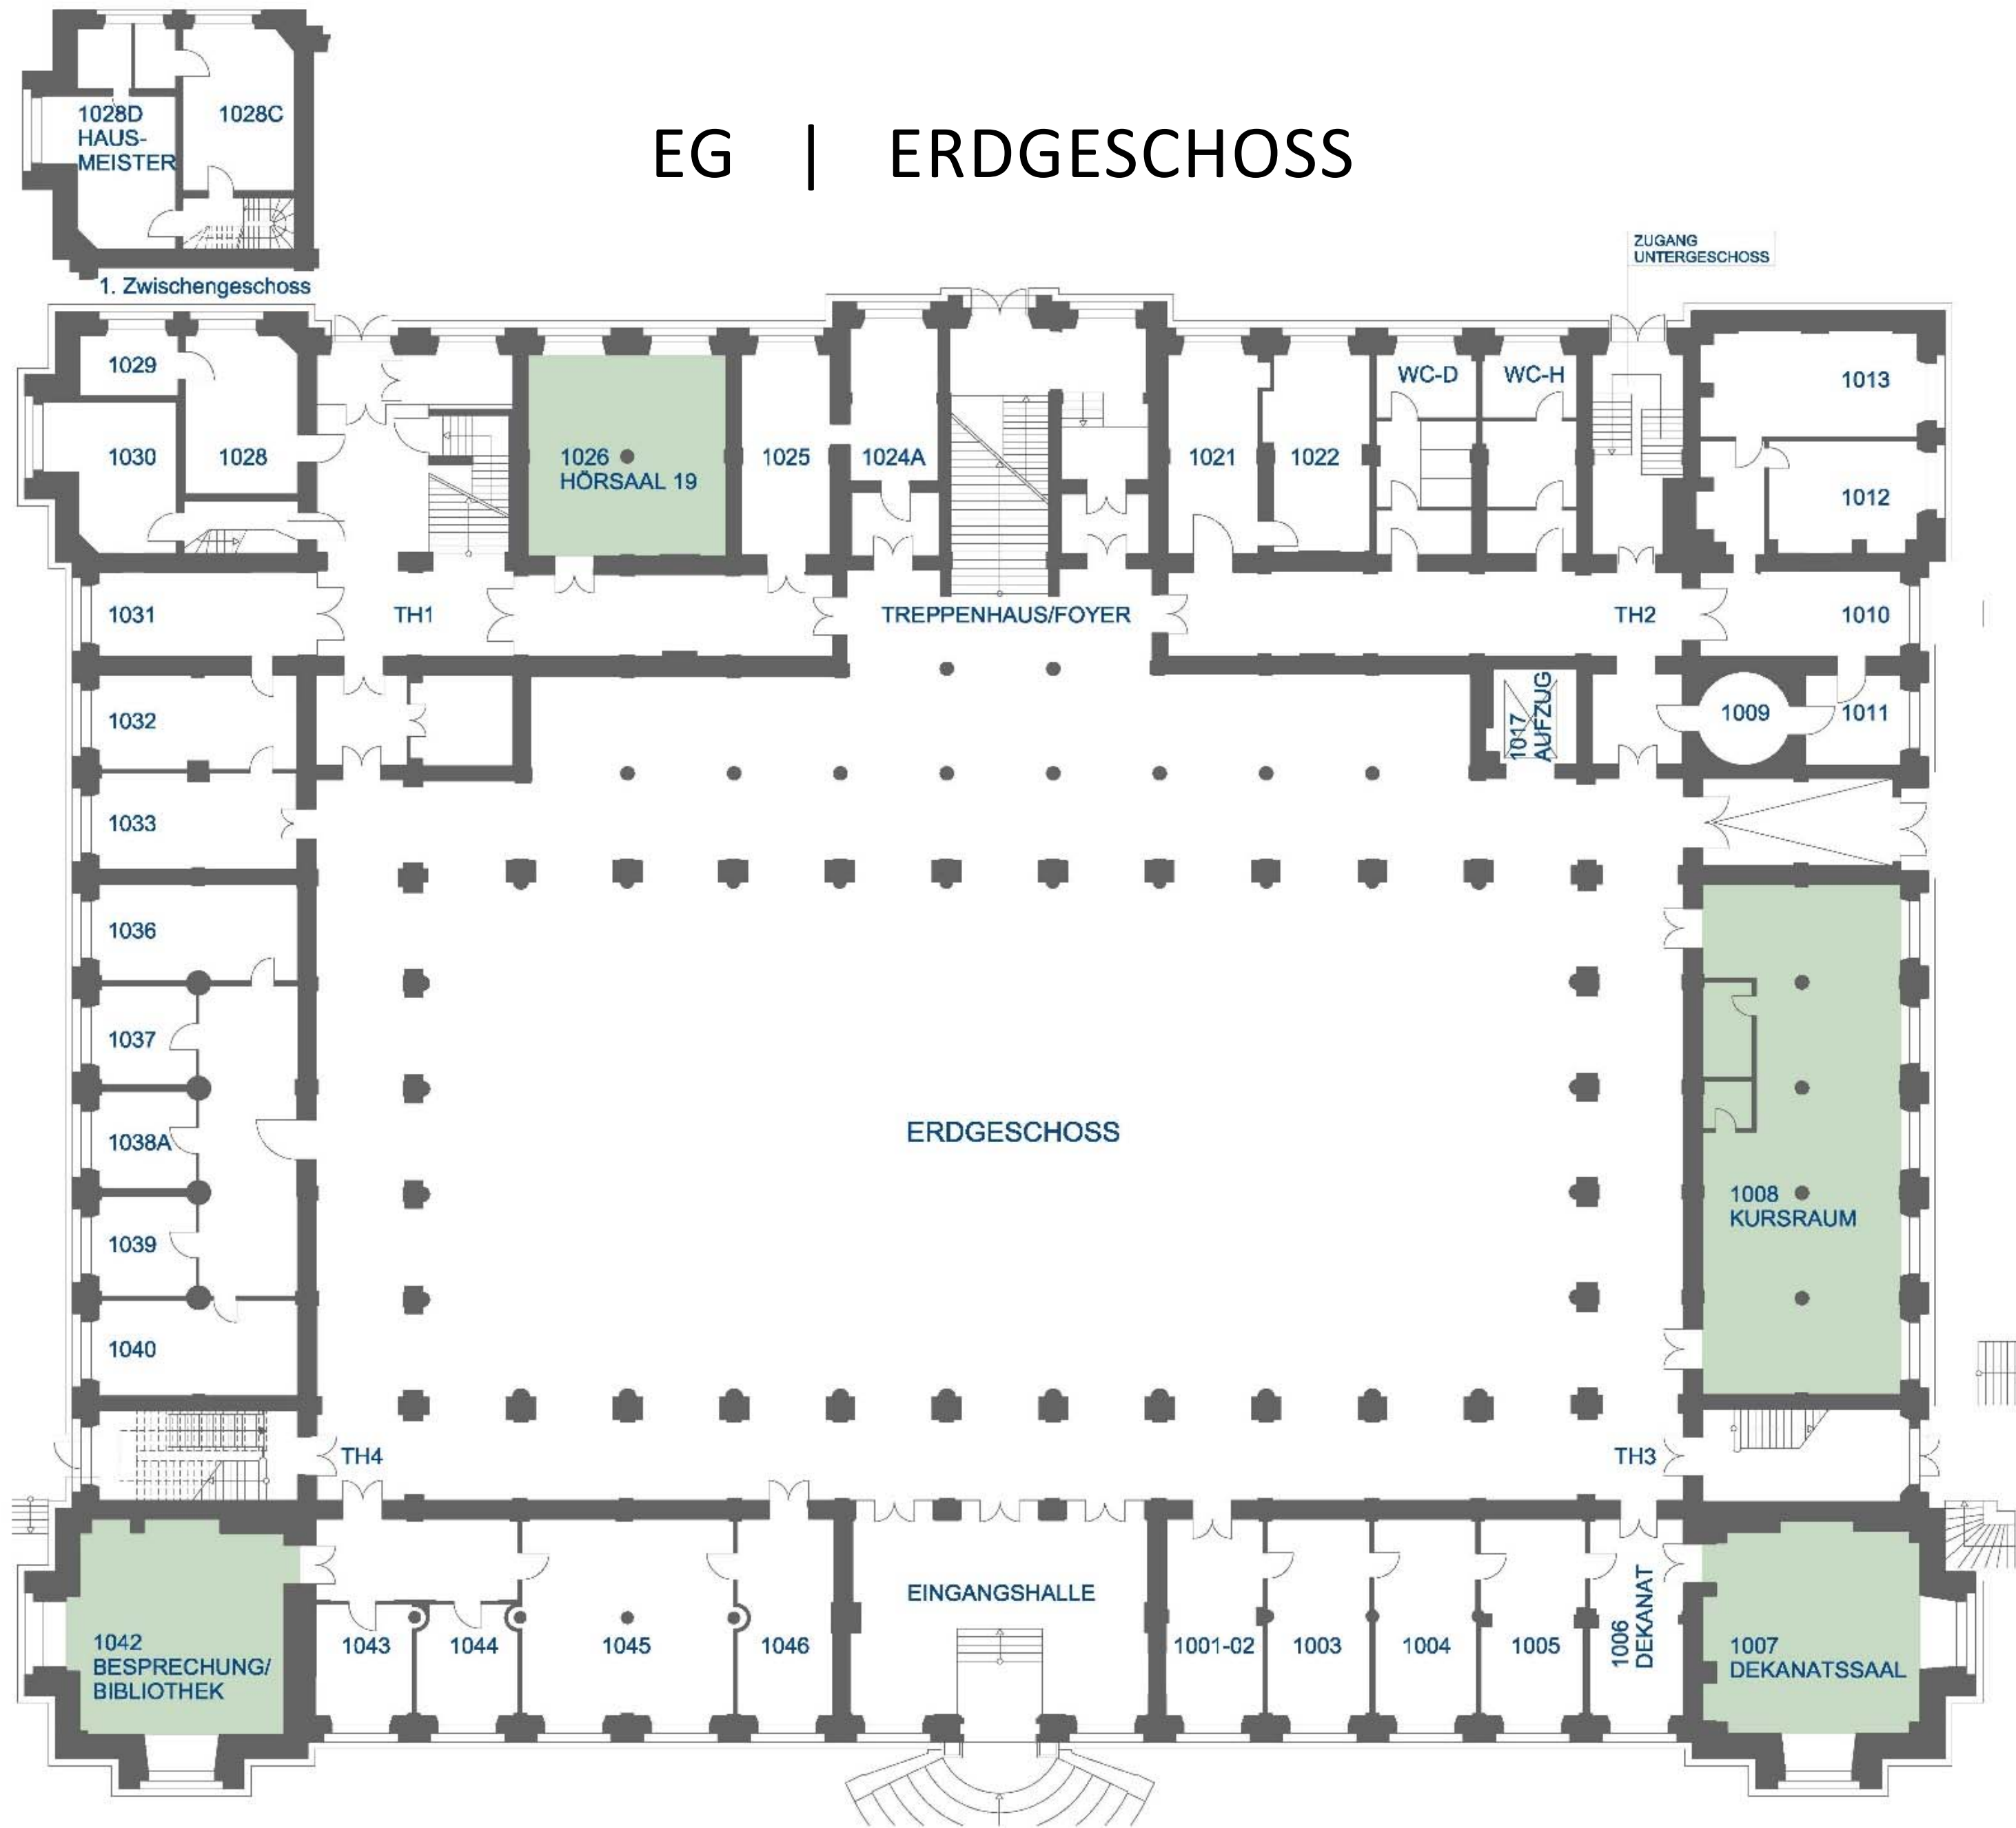 EG | ERDGESCHOSS
1028D
HAUS-
MEISTER
1028C
1. Zwischengeschoss
ZUGANG
UNTERGESCHOSS
1029
1030
1028
1026
HÖRSAAL 19
1025
1024A
1021
1022
WC-D
WC-H
1013
1012
1031
TH1
TREPPENHAUS/FOYER
TH2
1010
1032
1017
AUFZUG
1009
1011
1033
1036
1037
1038A
ERDGESCHOSS
1008
KURSRAUM
1039
1040
TH4
TH3
1042
BESPRECHUNG/
BIBLIOTHEK
1043
1044
1045
1046
EINGANGSHALLE
1001-02
1003
1004
1005
1006
DEKANAT
1007
DEKANATSSAAL